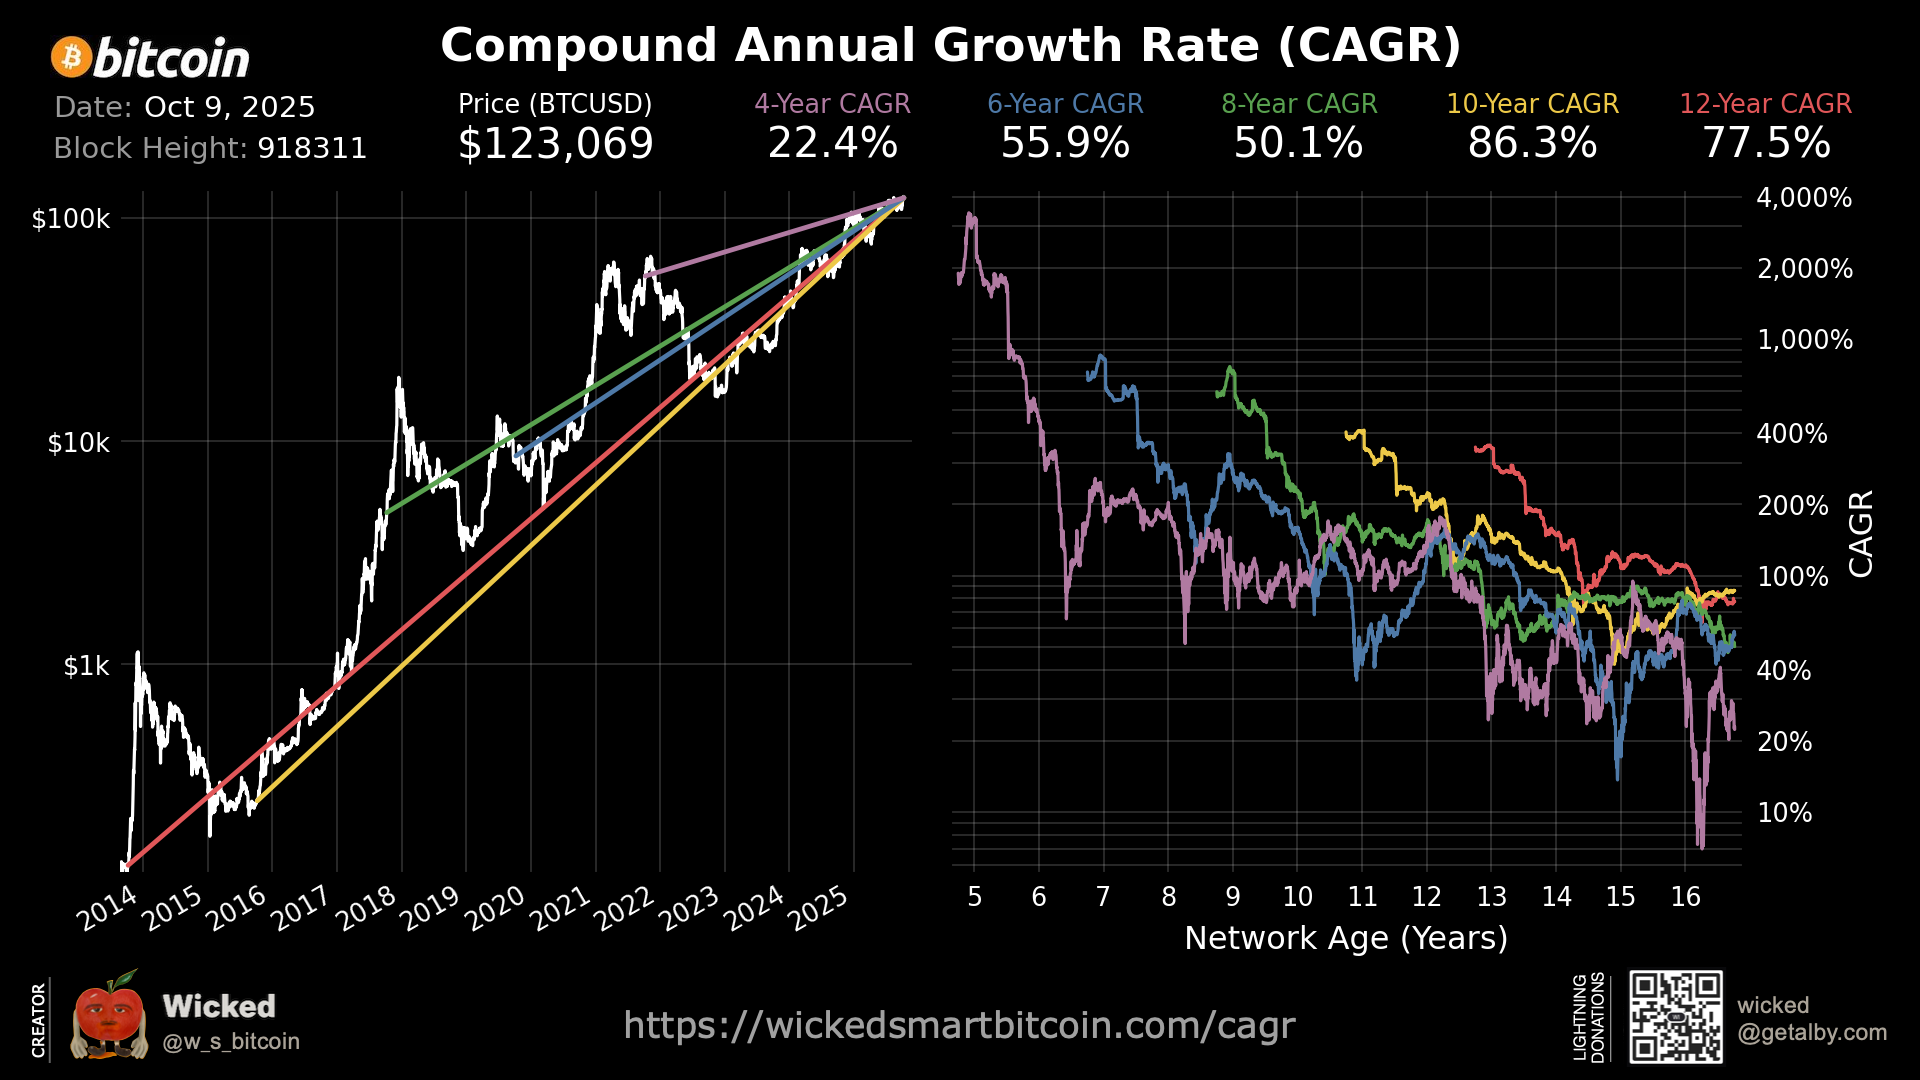 bitcoin
Compound Annual Growth Rate (CAGR)
Date: Oct 9, 2025
Block Height: 918311
Price (BTCUSD)
$123,069
4-Year CAGR
22.4%
6-Year CAGR
55.9%
8-Year CAGR
50.1%
10-Year CAGR
86.3%
12-Year CAGR
77.5%
$100k
$10k
$1k
2014 2015 2016 2017 2018 2019 2020 2021 2022 2023 2024 2025
4,000%
2,000%
1,000%
400%
200%
100%
40%
20%
10%
CAGR
5 6 7 8 9 10 11 12 13 14 15 16
Network Age (Years)
CREATOR
Wicked
@w_s_bitcoin
https://wickedsmartbitcoin.com/cagr
LIGHTNING
DONATIONS
wicked
@getalby.com